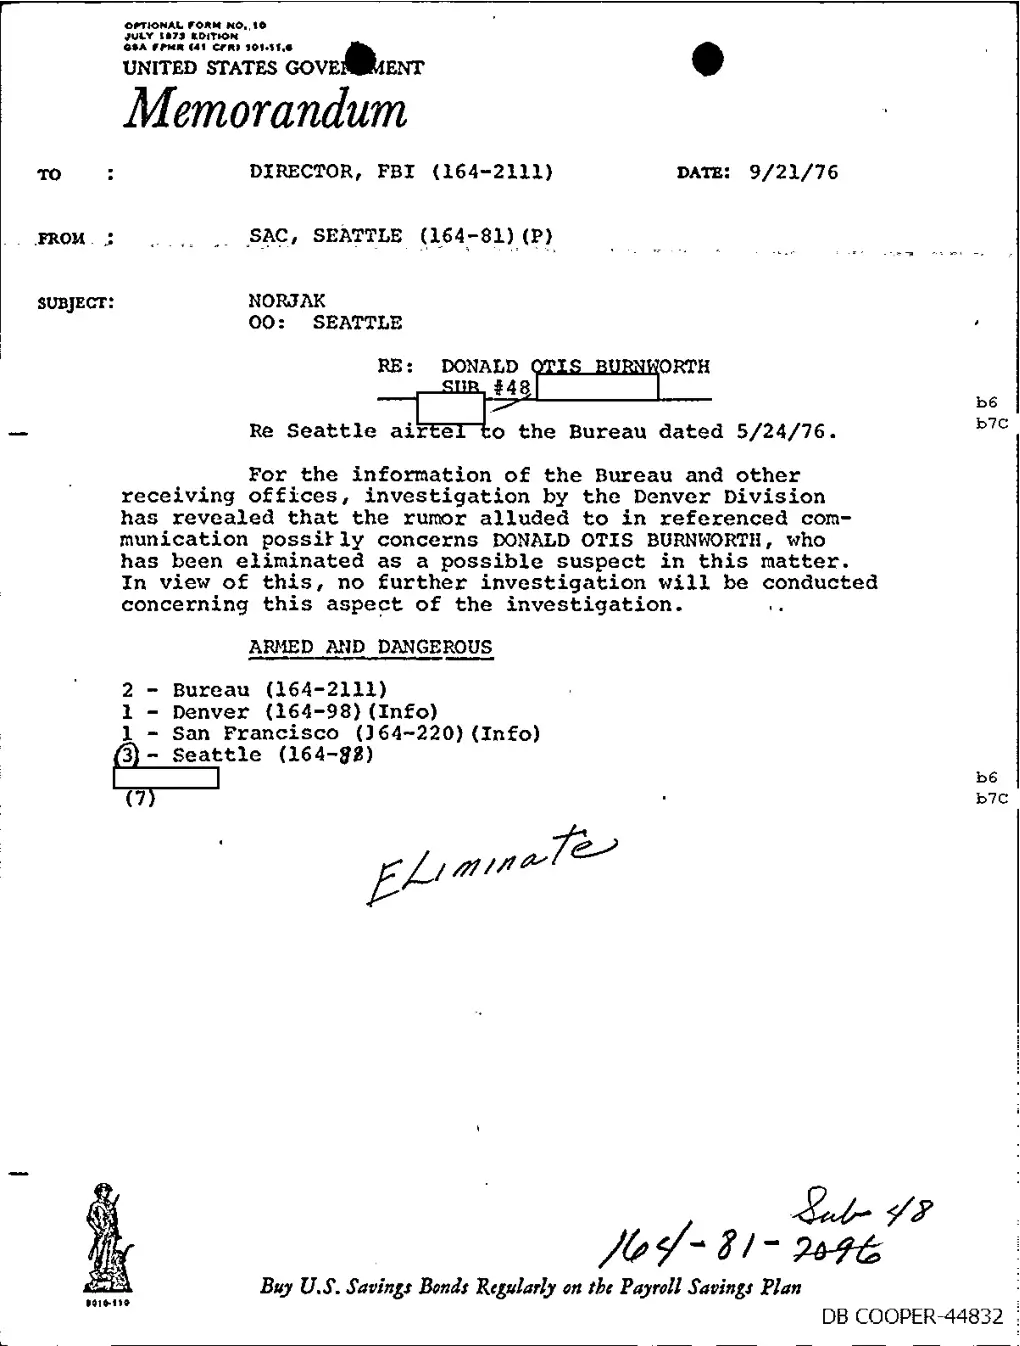 OPTIONAL FORM NO. 10
JULY 1973 EDITION
GSA FPMR (41 CFR) 101-11.6
UNITED STATES GOVERNMENT
Memorandum
TO : DIRECTOR, FBI (164-2111) DATE: 9/21/76
FROM : SAC, SEATTLE (164-81)(P)
SUBJECT: NORJAK
OO: SEATTLE
RE: DONALD OTIS BURNWORTH
SUB #48
b6
b7C
Re Seattle airtel to the Bureau dated 5/24/76.
For the information of the Bureau and other
receiving offices, investigation by the Denver Division
has revealed that the rumor alluded to in referenced com-
munication possibly concerns DONALD OTIS BURNWORTH, who
has been eliminated as a possible suspect in this matter.
In view of this, no further investigation will be conducted
concerning this aspect of the investigation.
ARMED AND DANGEROUS
2 - Bureau (164-2111)
1 - Denver (164-98)(Info)
1 - San Francisco (164-220)(Info)
(3) - Seattle (164-)
b6
(7)
b7C
ELiminate
Sub 48
164-81-2096
Buy U.S. Savings Bonds Regularly on the Payroll Savings Plan
5010-110
DB COOPER-44832